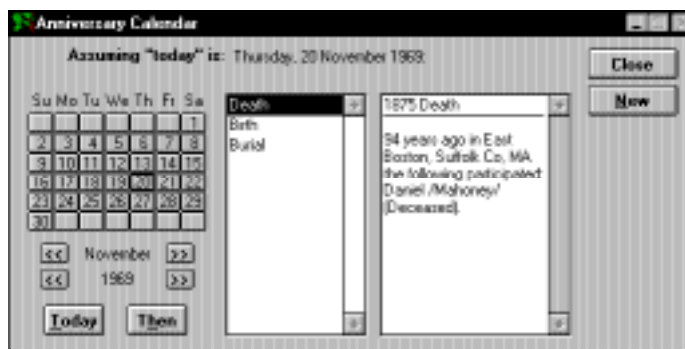 Anniversary Calendar
Assuming "today" is: Thursday, 20 November 1969:
Close
New
Su Mo Tu We Th Fr Sa
1
2 3 4 5 6 7 8
9 10 11 12 13 14 15
16 17 18 19 20 21 22
23 24 25 26 27 28 29
30
<< November >>
<< 1969 >>
Today Then
Death
Birth
Burial
1875 Death
94 years ago in East
Boston, Suffolk Co, MA
the following participated:
Daniel /Mahoney/
(Deceased).